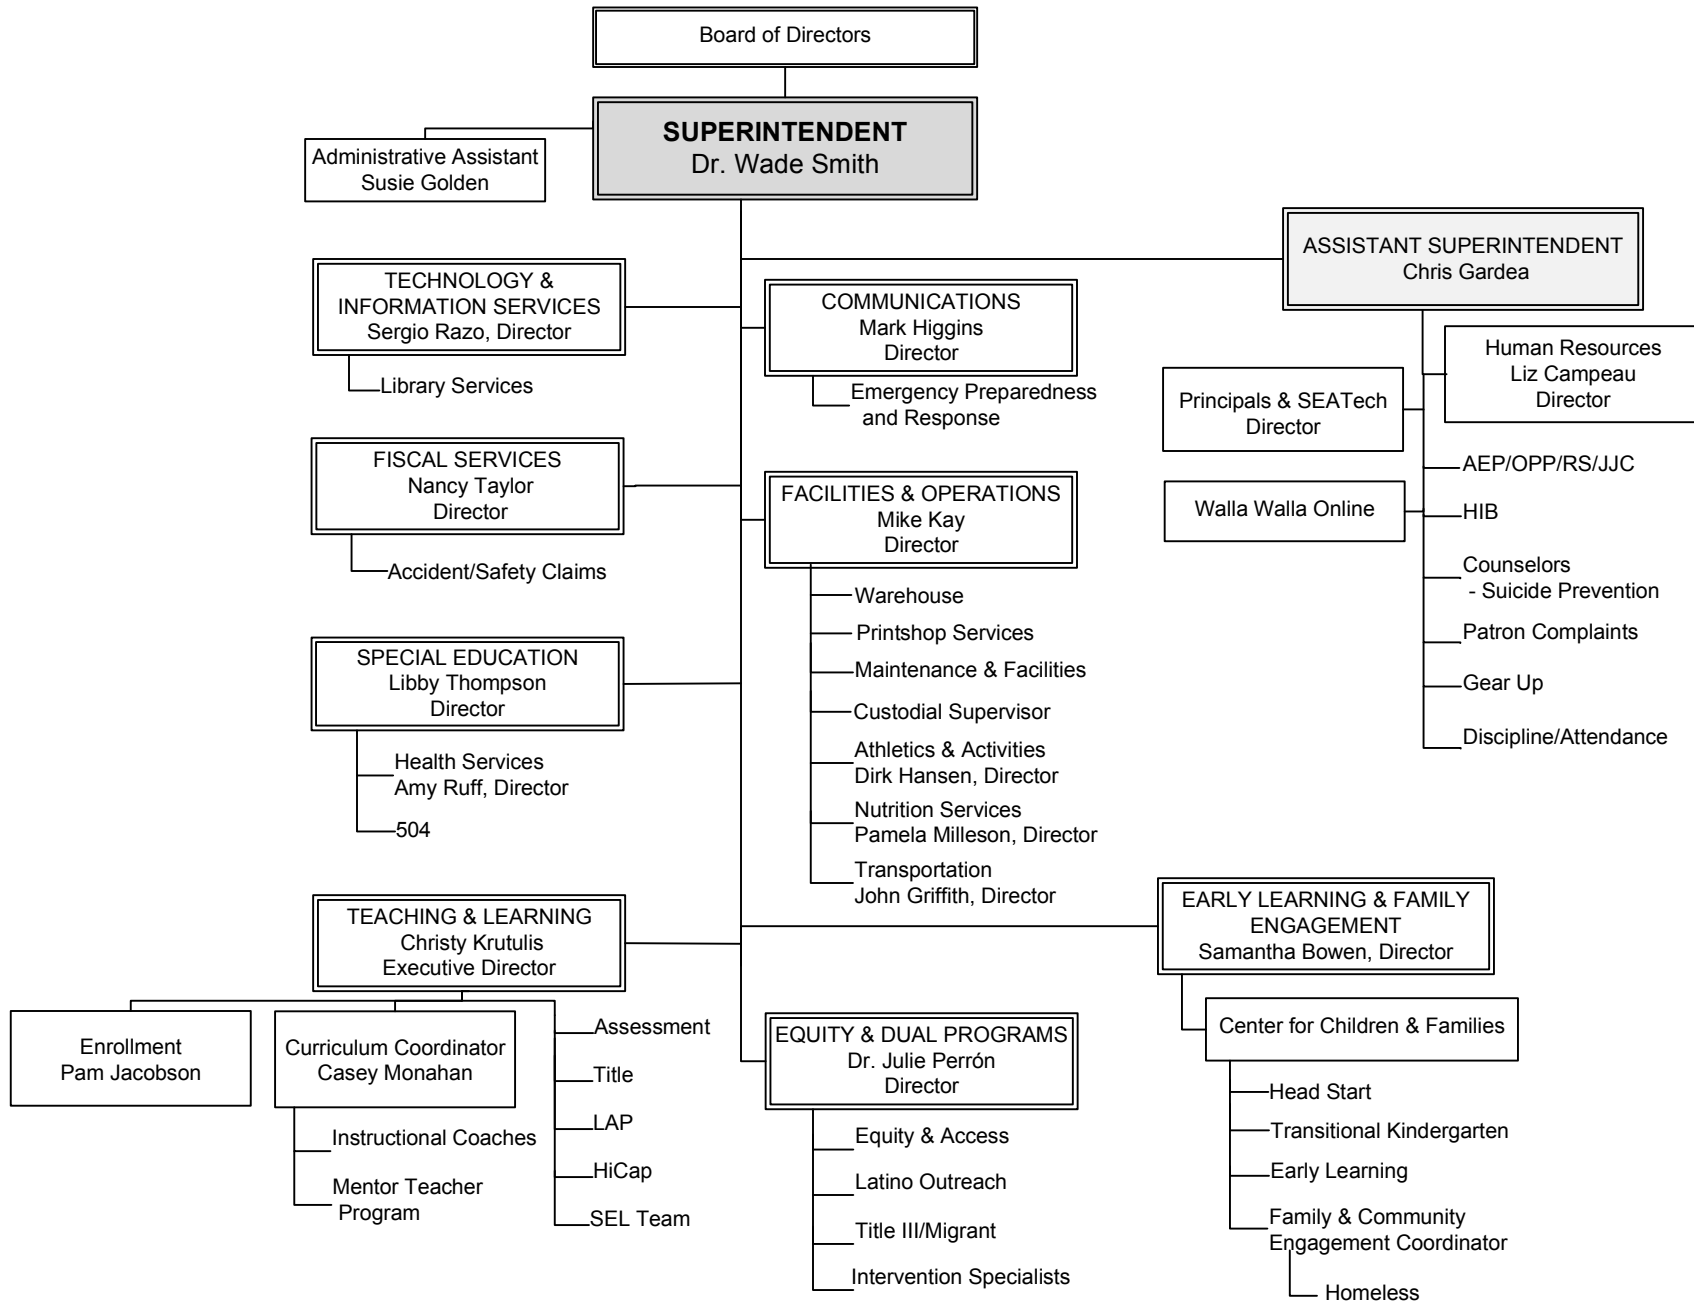 Board of Directors
SUPERINTENDENT
Dr. Wade Smith
Administrative Assistant
Susie Golden
ASSISTANT SUPERINTENDENT
Chris Gardea
TECHNOLOGY &
INFORMATION SERVICES
Sergio Razo, Director
Library Services
COMMUNICATIONS
Mark Higgins
Director
Emergency Preparedness
and Response
Human Resources
Liz Campeau
Director
Principals & SEATech
Director
AEP/OPP/RS/JJC
Walla Walla Online
HIB
Counselors
- Suicide Prevention
Patron Complaints
Gear Up
Discipline/Attendance
FISCAL SERVICES
Nancy Taylor
Director
Accident/Safety Claims
FACILITIES & OPERATIONS
Mike Kay
Director
Warehouse
Printshop Services
Maintenance & Facilities
Custodial Supervisor
Athletics & Activities
Dirk Hansen, Director
Nutrition Services
Pamela Milleson, Director
Transportation
John Griffith, Director
SPECIAL EDUCATION
Libby Thompson
Director
Health Services
Amy Ruff, Director
504
TEACHING & LEARNING
Christy Krutulis
Executive Director
Enrollment
Pam Jacobson
Curriculum Coordinator
Casey Monahan
Instructional Coaches
Mentor Teacher
Program
Assessment
Title
LAP
HiCap
SEL Team
EQUITY & DUAL PROGRAMS
Dr. Julie Perrón
Director
Equity & Access
Latino Outreach
Title III/Migrant
Intervention Specialists
EARLY LEARNING & FAMILY
ENGAGEMENT
Samantha Bowen, Director
Center for Children & Families
Head Start
Transitional Kindergarten
Early Learning
Family & Community
Engagement Coordinator
Homeless